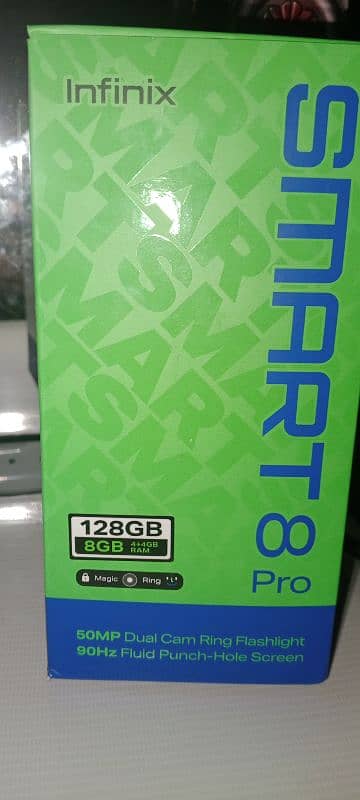 Infinix
SMART 8
Pro
128GB
8GB 4+4GB RAM
Magic Ring
50MP Dual Cam Ring Flashlight
90Hz Fluid Punch-Hole Screen